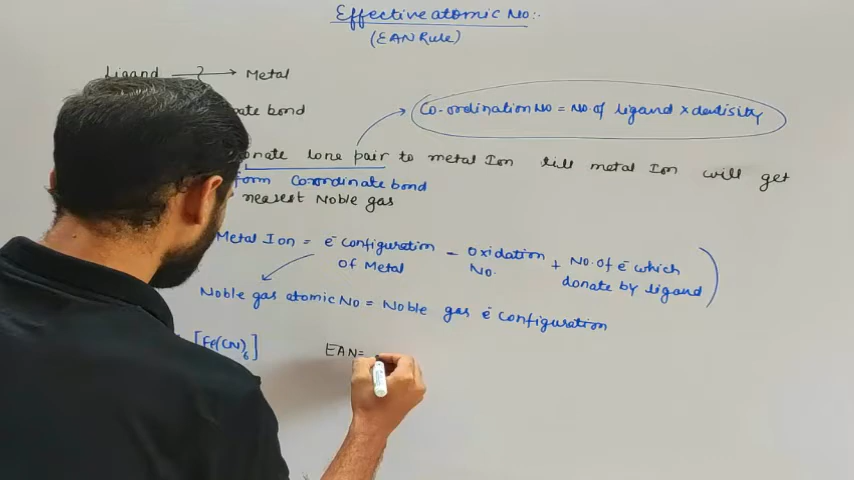 Effective atomic No:-
(EAN Rule)
Ligand → Metal
ate bond
Co-ordination No = No. of ligand × denticity
onate lone pair to metal Ion till metal Ion will get
form Coordinate bond
nearest Noble gas
Metal Ion = e⁻ configuration of Metal - Oxidation No. + No. of e⁻ which donate by ligand
Noble gas atomic No = Noble gas e⁻ configuration
[Fe(CN)₆]
EAN=